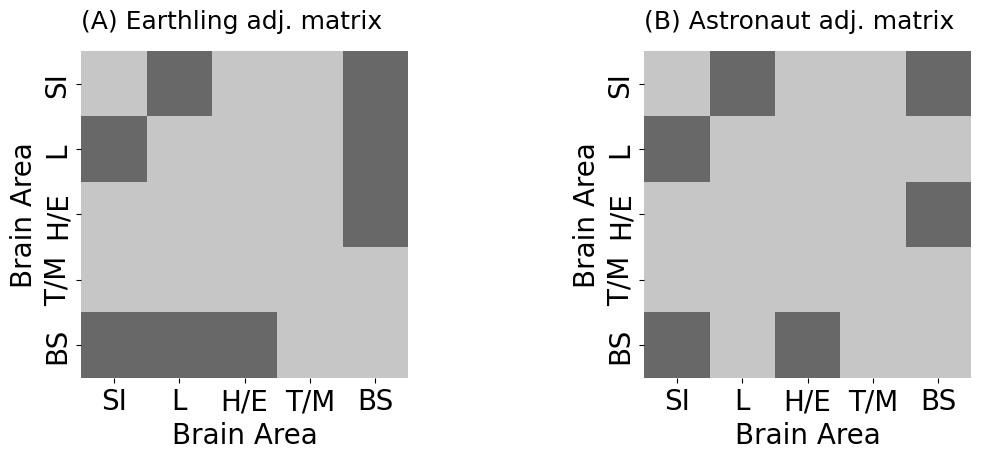 (A) Earthling adj. matrix
Brain Area
SI
L
H/E
T/M
BS
SI L H/E T/M BS
Brain Area
(B) Astronaut adj. matrix
Brain Area
SI
L
H/E
T/M
BS
SI L H/E T/M BS
Brain Area